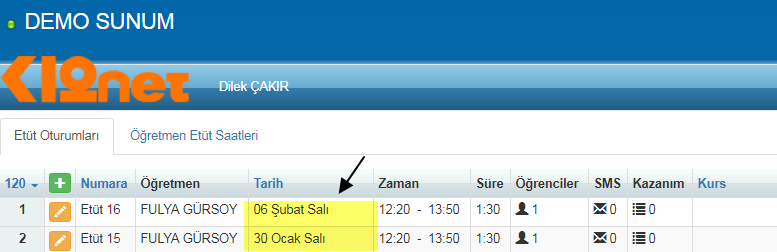 DEMO SUNUM
K12net
Dilek ÇAKIR
Etüt Oturumları Öğretmen Etüt Saatleri
120 Numara Öğretmen Tarih Zaman Süre Öğrenciler SMS Kazanım Kurs
1 Etüt 16 FULYA GÜRSOY 06 Şubat Salı 12:20 - 13:50 1:30 1 0 0
2 Etüt 15 FULYA GÜRSOY 30 Ocak Salı 12:20 - 13:50 1:30 1 0 0